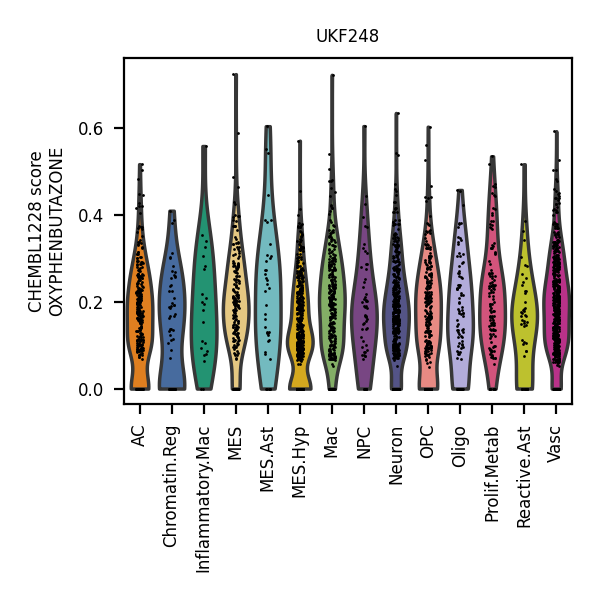 UKF248
CHEMBL1228 score
OXYPHENBUTAZONE
0.6
0.4
0.2
0.0
AC
Chromatin.Reg
Inflammatory.Mac
MES
MES.Ast
MES.Hyp
Mac
NPC
Neuron
OPC
Oligo
Prolif.Metab
Reactive.Ast
Vasc